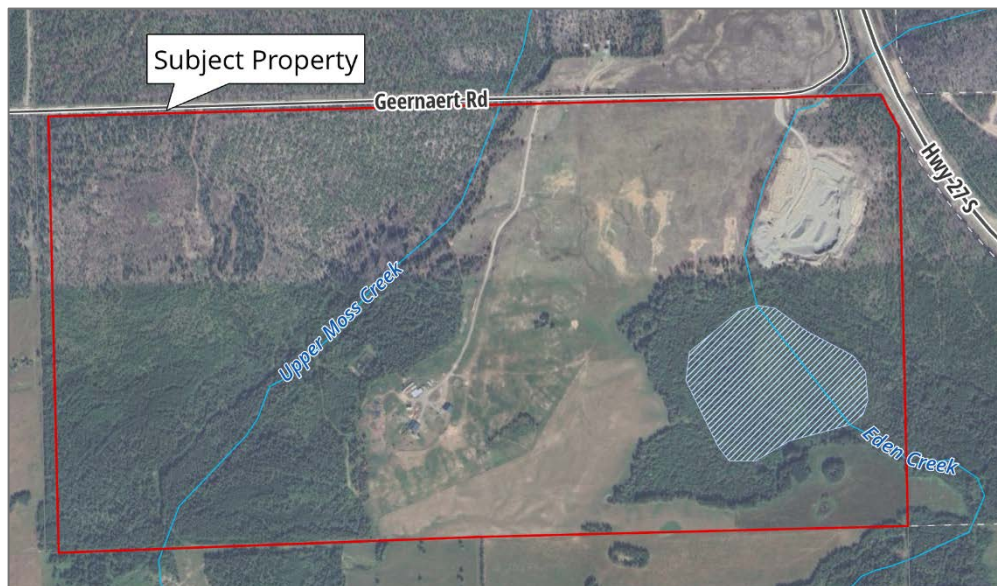 Subject Property
Geernaert Rd
Hwy 27 S
Upper Moss Creek
Eden Creek